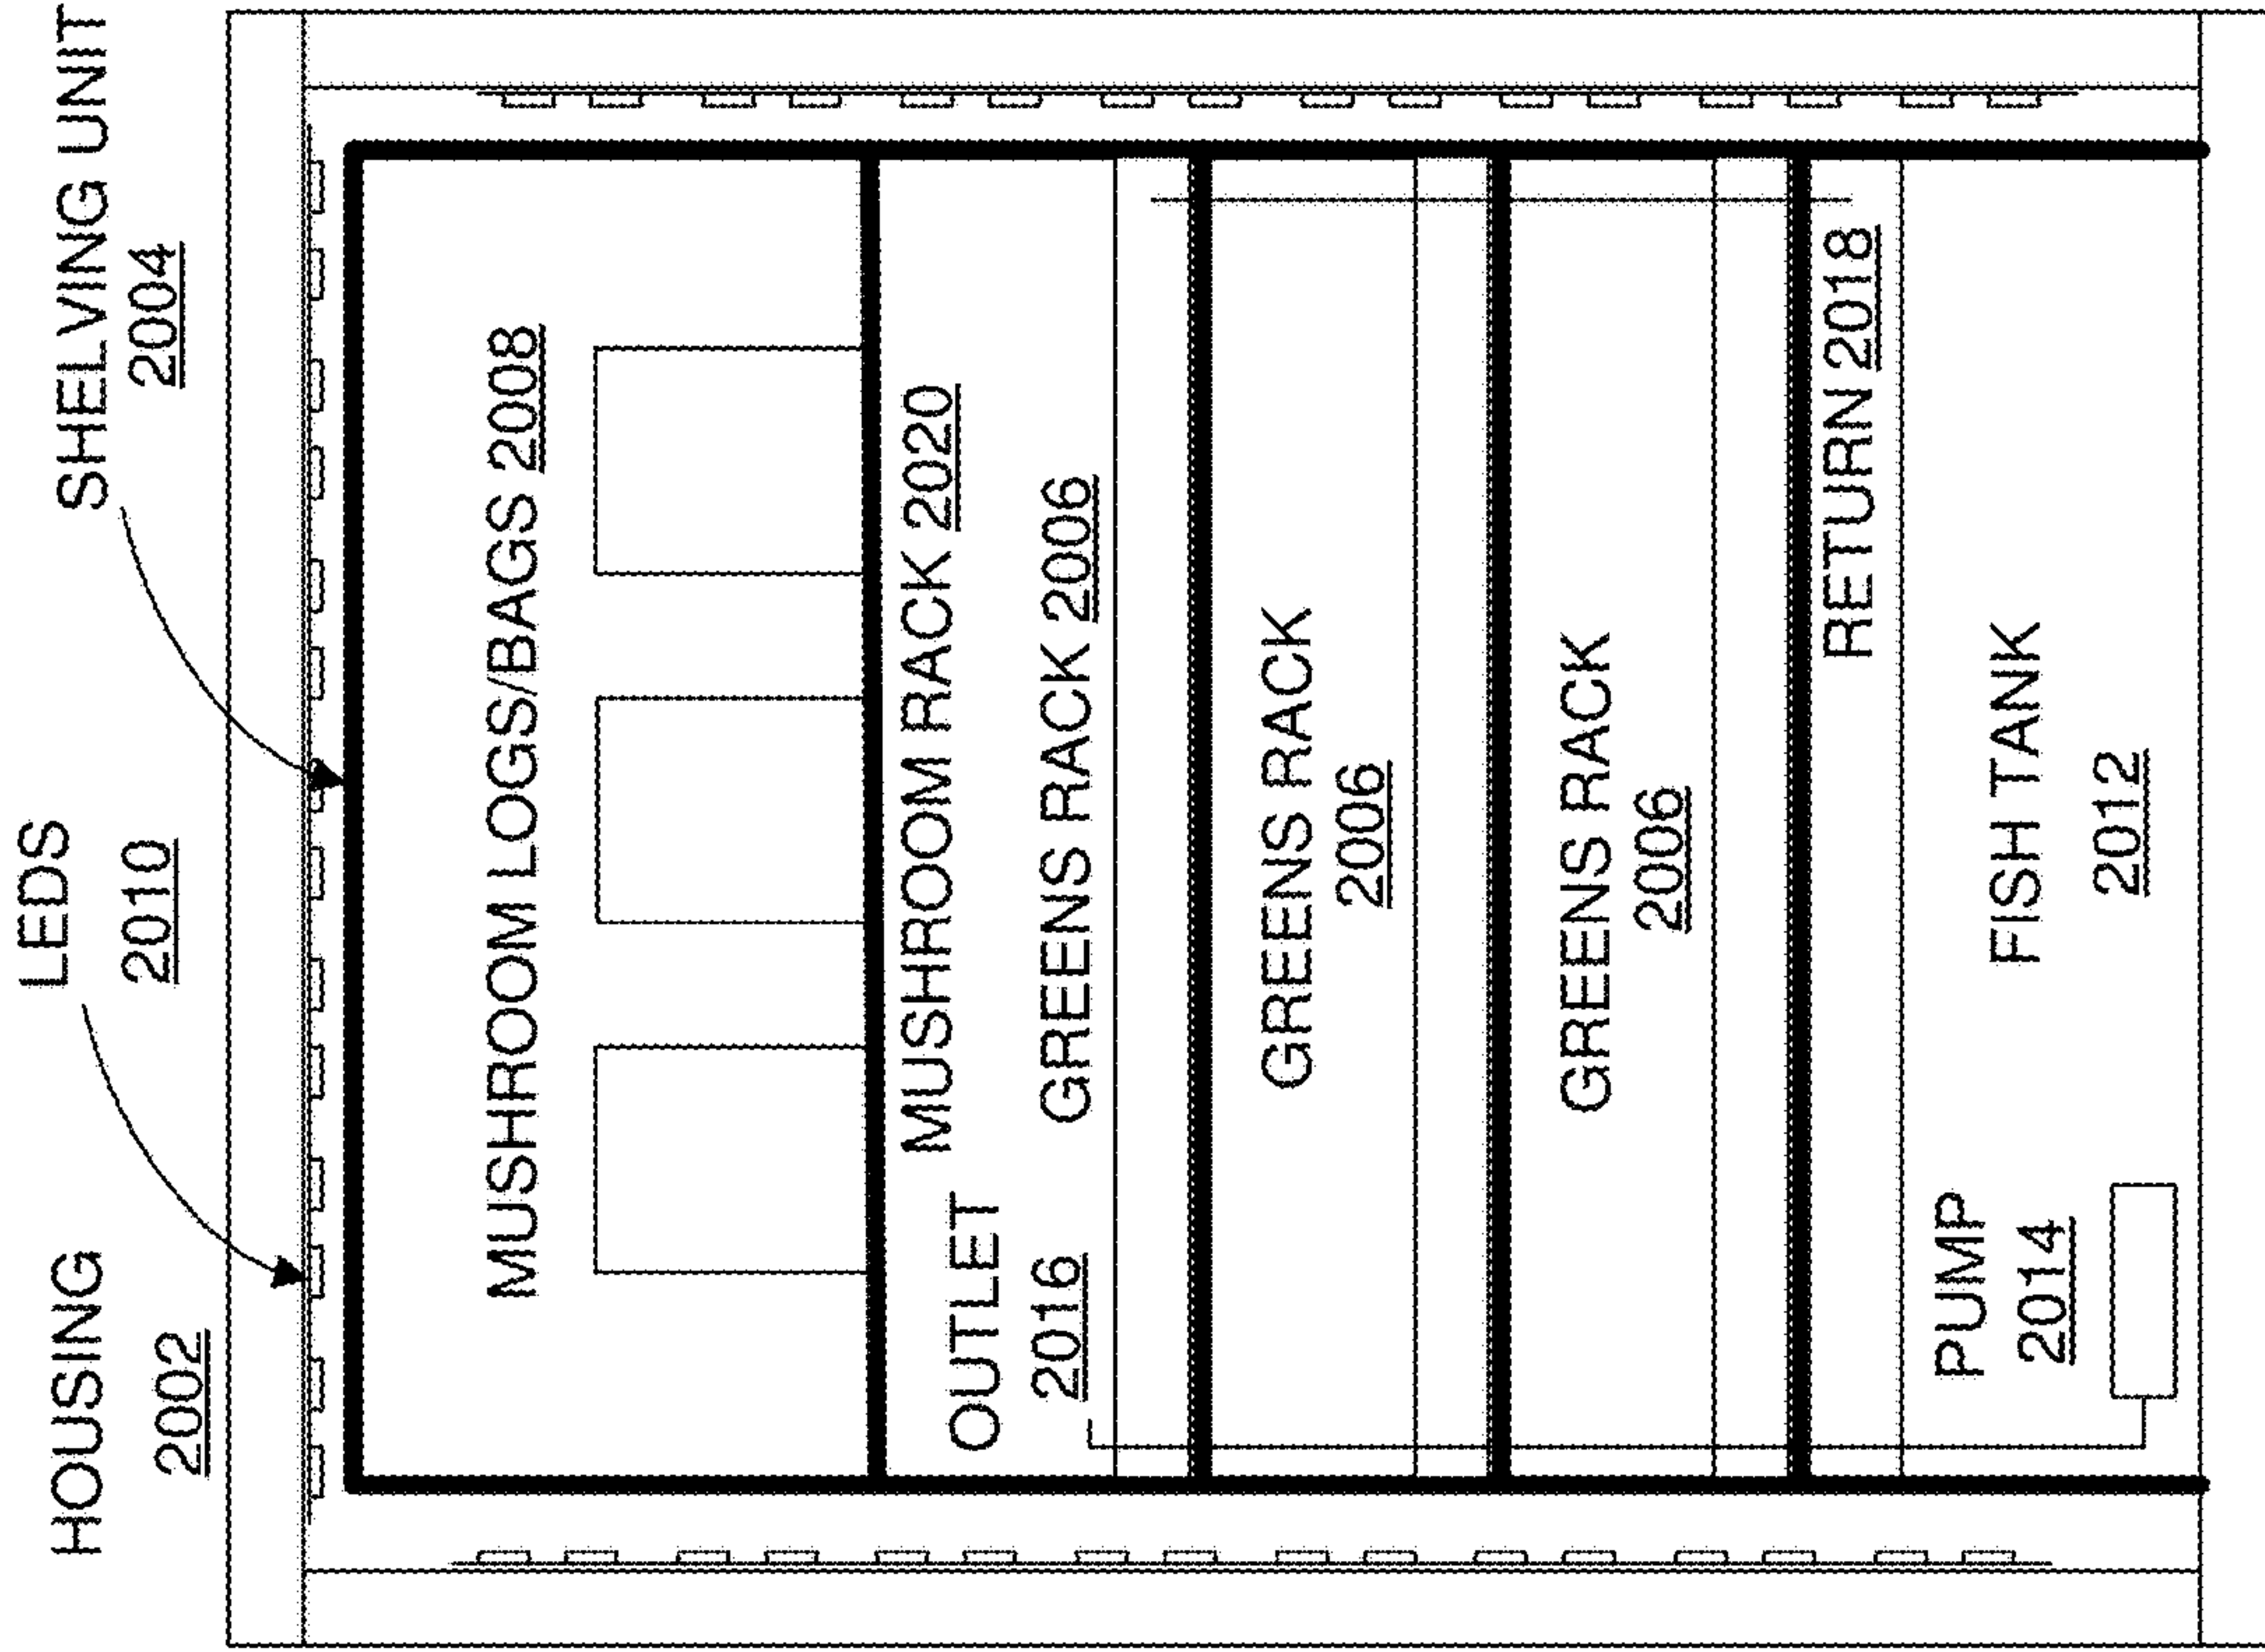 HOUSING
2002
LEDS
2010
SHELVING UNIT
2004
MUSHROOM LOGS/BAGS 2008
MUSHROOM RACK 2020
OUTLET
2016
GREENS RACK 2006
GREENS RACK
2006
GREENS RACK
2006
RETURN 2018
PUMP
2014
FISH TANK
2012